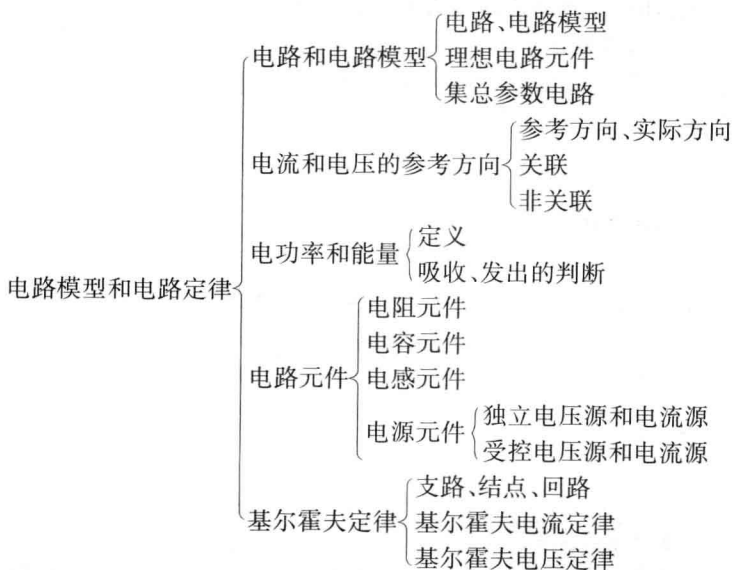 电路模型和电路定律
电路和电路模型
电路、电路模型
理想电路元件
集总参数电路
电流和电压的参考方向
参考方向、实际方向
关联
非关联
电功率和能量
定义
吸收、发出的判断
电路元件
电阻元件
电容元件
电感元件
电源元件
独立电压源和电流源
受控电压源和电流源
基尔霍夫定律
支路、结点、回路
基尔霍夫电流定律
基尔霍夫电压定律